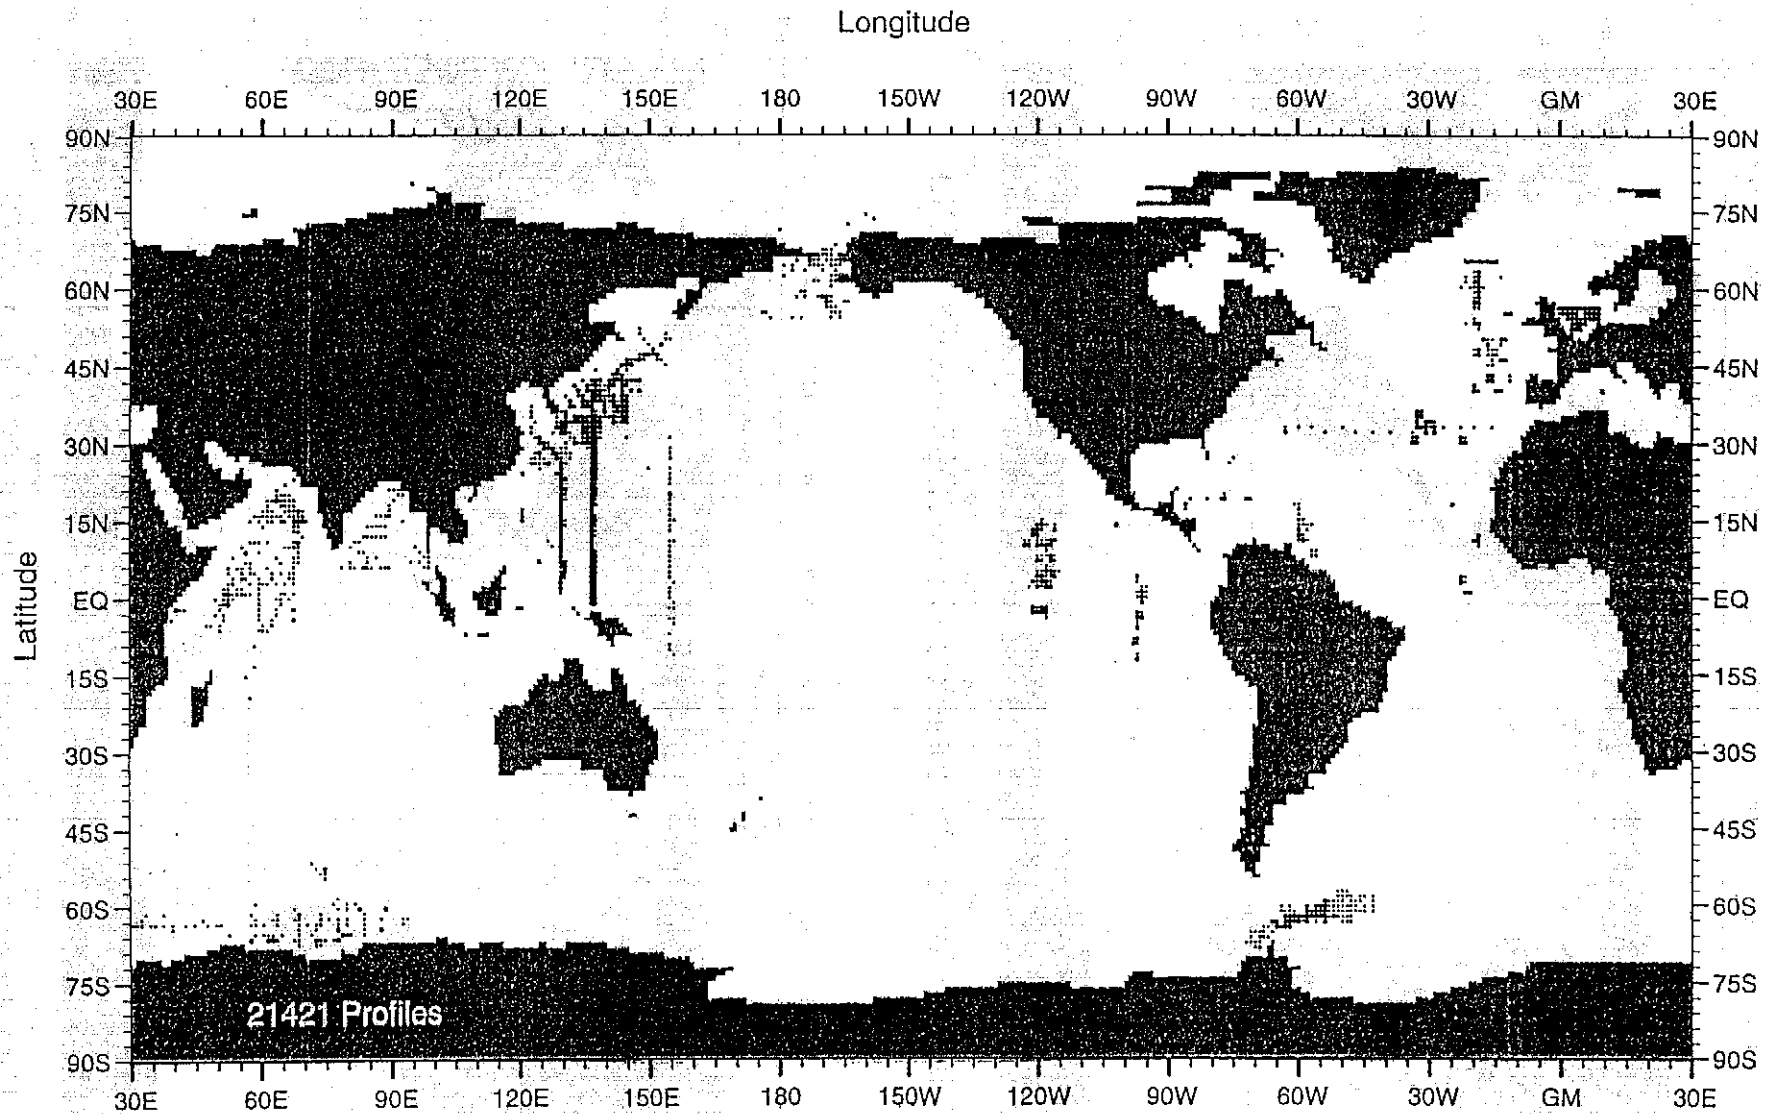 Longitude
30E 60E 90E 120E 150E 180 150W 120W 90W 60W 30W GM 30E
90N 90N
75N 75N
60N 60N
45N 45N
30N 30N
15N 15N
Latitude
EQ EQ
15S 15S
30S 30S
45S 45S
60S 60S
75S 75S
21421 Profiles
90S 90S
30E 60E 90E 120E 150E 180 150W 120W 90W 60W 30W GM 30E